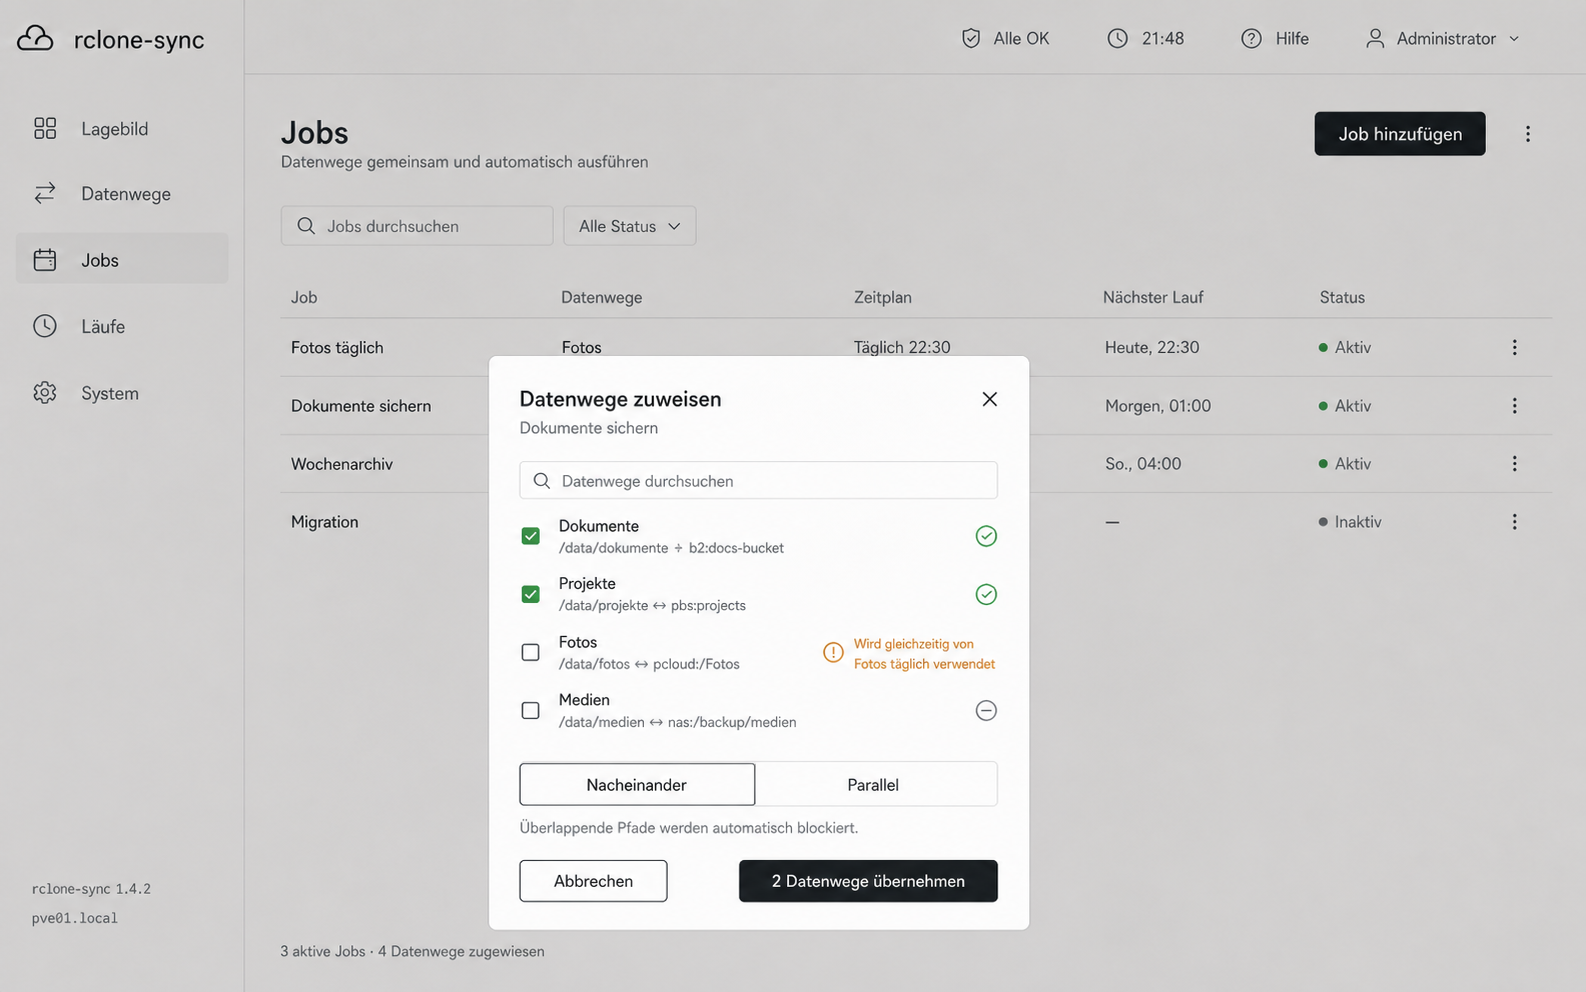 rclone-sync
Alle OK
21:48
Hilfe
Administrator
Lagebild
Datenwege
Jobs
Läufe
System
rclone-sync 1.4.2
pve01.local
Jobs
Datenwege gemeinsam und automatisch ausführen
Job hinzufügen
Jobs durchsuchen
Alle Status
Job Datenwege Zeitplan Nächster Lauf Status
Fotos täglich Fotos Täglich 22:30 Heute, 22:30 Aktiv
Dokumente sichern Morgen, 01:00 Aktiv
Wochenarchiv So., 04:00 Aktiv
Migration — Inaktiv
Datenwege zuweisen
Dokumente sichern
Datenwege durchsuchen
Dokumente
/data/dokumente ÷ b2:docs-bucket
Projekte
/data/projekte ↔ pbs:projects
Fotos
/data/fotos ↔ pcloud:/Fotos
Wird gleichzeitig von
Fotos täglich verwendet
Medien
/data/medien ↔ nas:/backup/medien
Nacheinander
Parallel
Überlappende Pfade werden automatisch blockiert.
Abbrechen
2 Datenwege übernehmen
3 aktive Jobs · 4 Datenwege zugewiesen